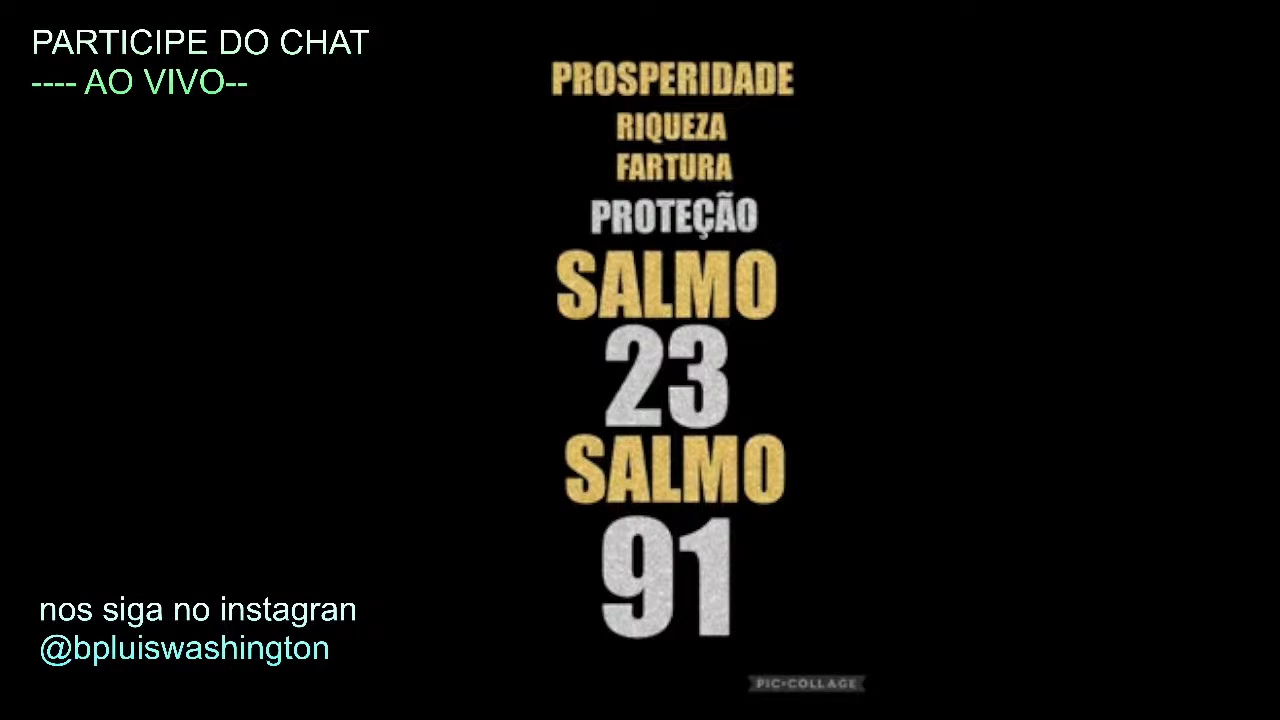 PARTICIPE DO CHAT
---- AO VIVO--
PROSPERIDADE
RIQUEZA
FARTURA
PROTEÇÃO
SALMO
23
SALMO
91
nos siga no instagran
@bpluiswashington
PIC•COLLAGE